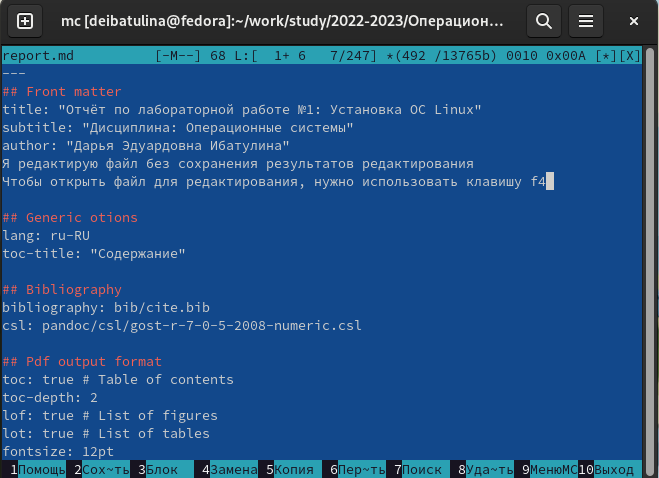 mc [deibatulina@fedora]:~/work/study/2022-2023/Операцион...
report.md [-M--] 68 L:[ 1+ 6 7/247] *(492 /13765b) 0010 0x00A [*][X]
---
## Front matter
title: "Отчёт по лабораторной работе №1: Установка ОС Linux"
subtitle: "Дисциплина: Операционные системы"
author: "Дарья Эдуардовна Ибатулина"
Я редактирую файл без сохранения результатов редактирования
Чтобы открыть файл для редактирования, нужно использовать клавишу f4
## Generic otions
lang: ru-RU
toc-title: "Содержание"
## Bibliography
bibliography: bib/cite.bib
csl: pandoc/csl/gost-r-7-0-5-2008-numeric.csl
## Pdf output format
toc: true # Table of contents
toc-depth: 2
lof: true # List of figures
lot: true # List of tables
fontsize: 12pt
1Помощь 2Сох~ть 3Блок 4Замена 5Копия 6Пер~ть 7Поиск 8Уда~ть 9МенюMC 10Выход